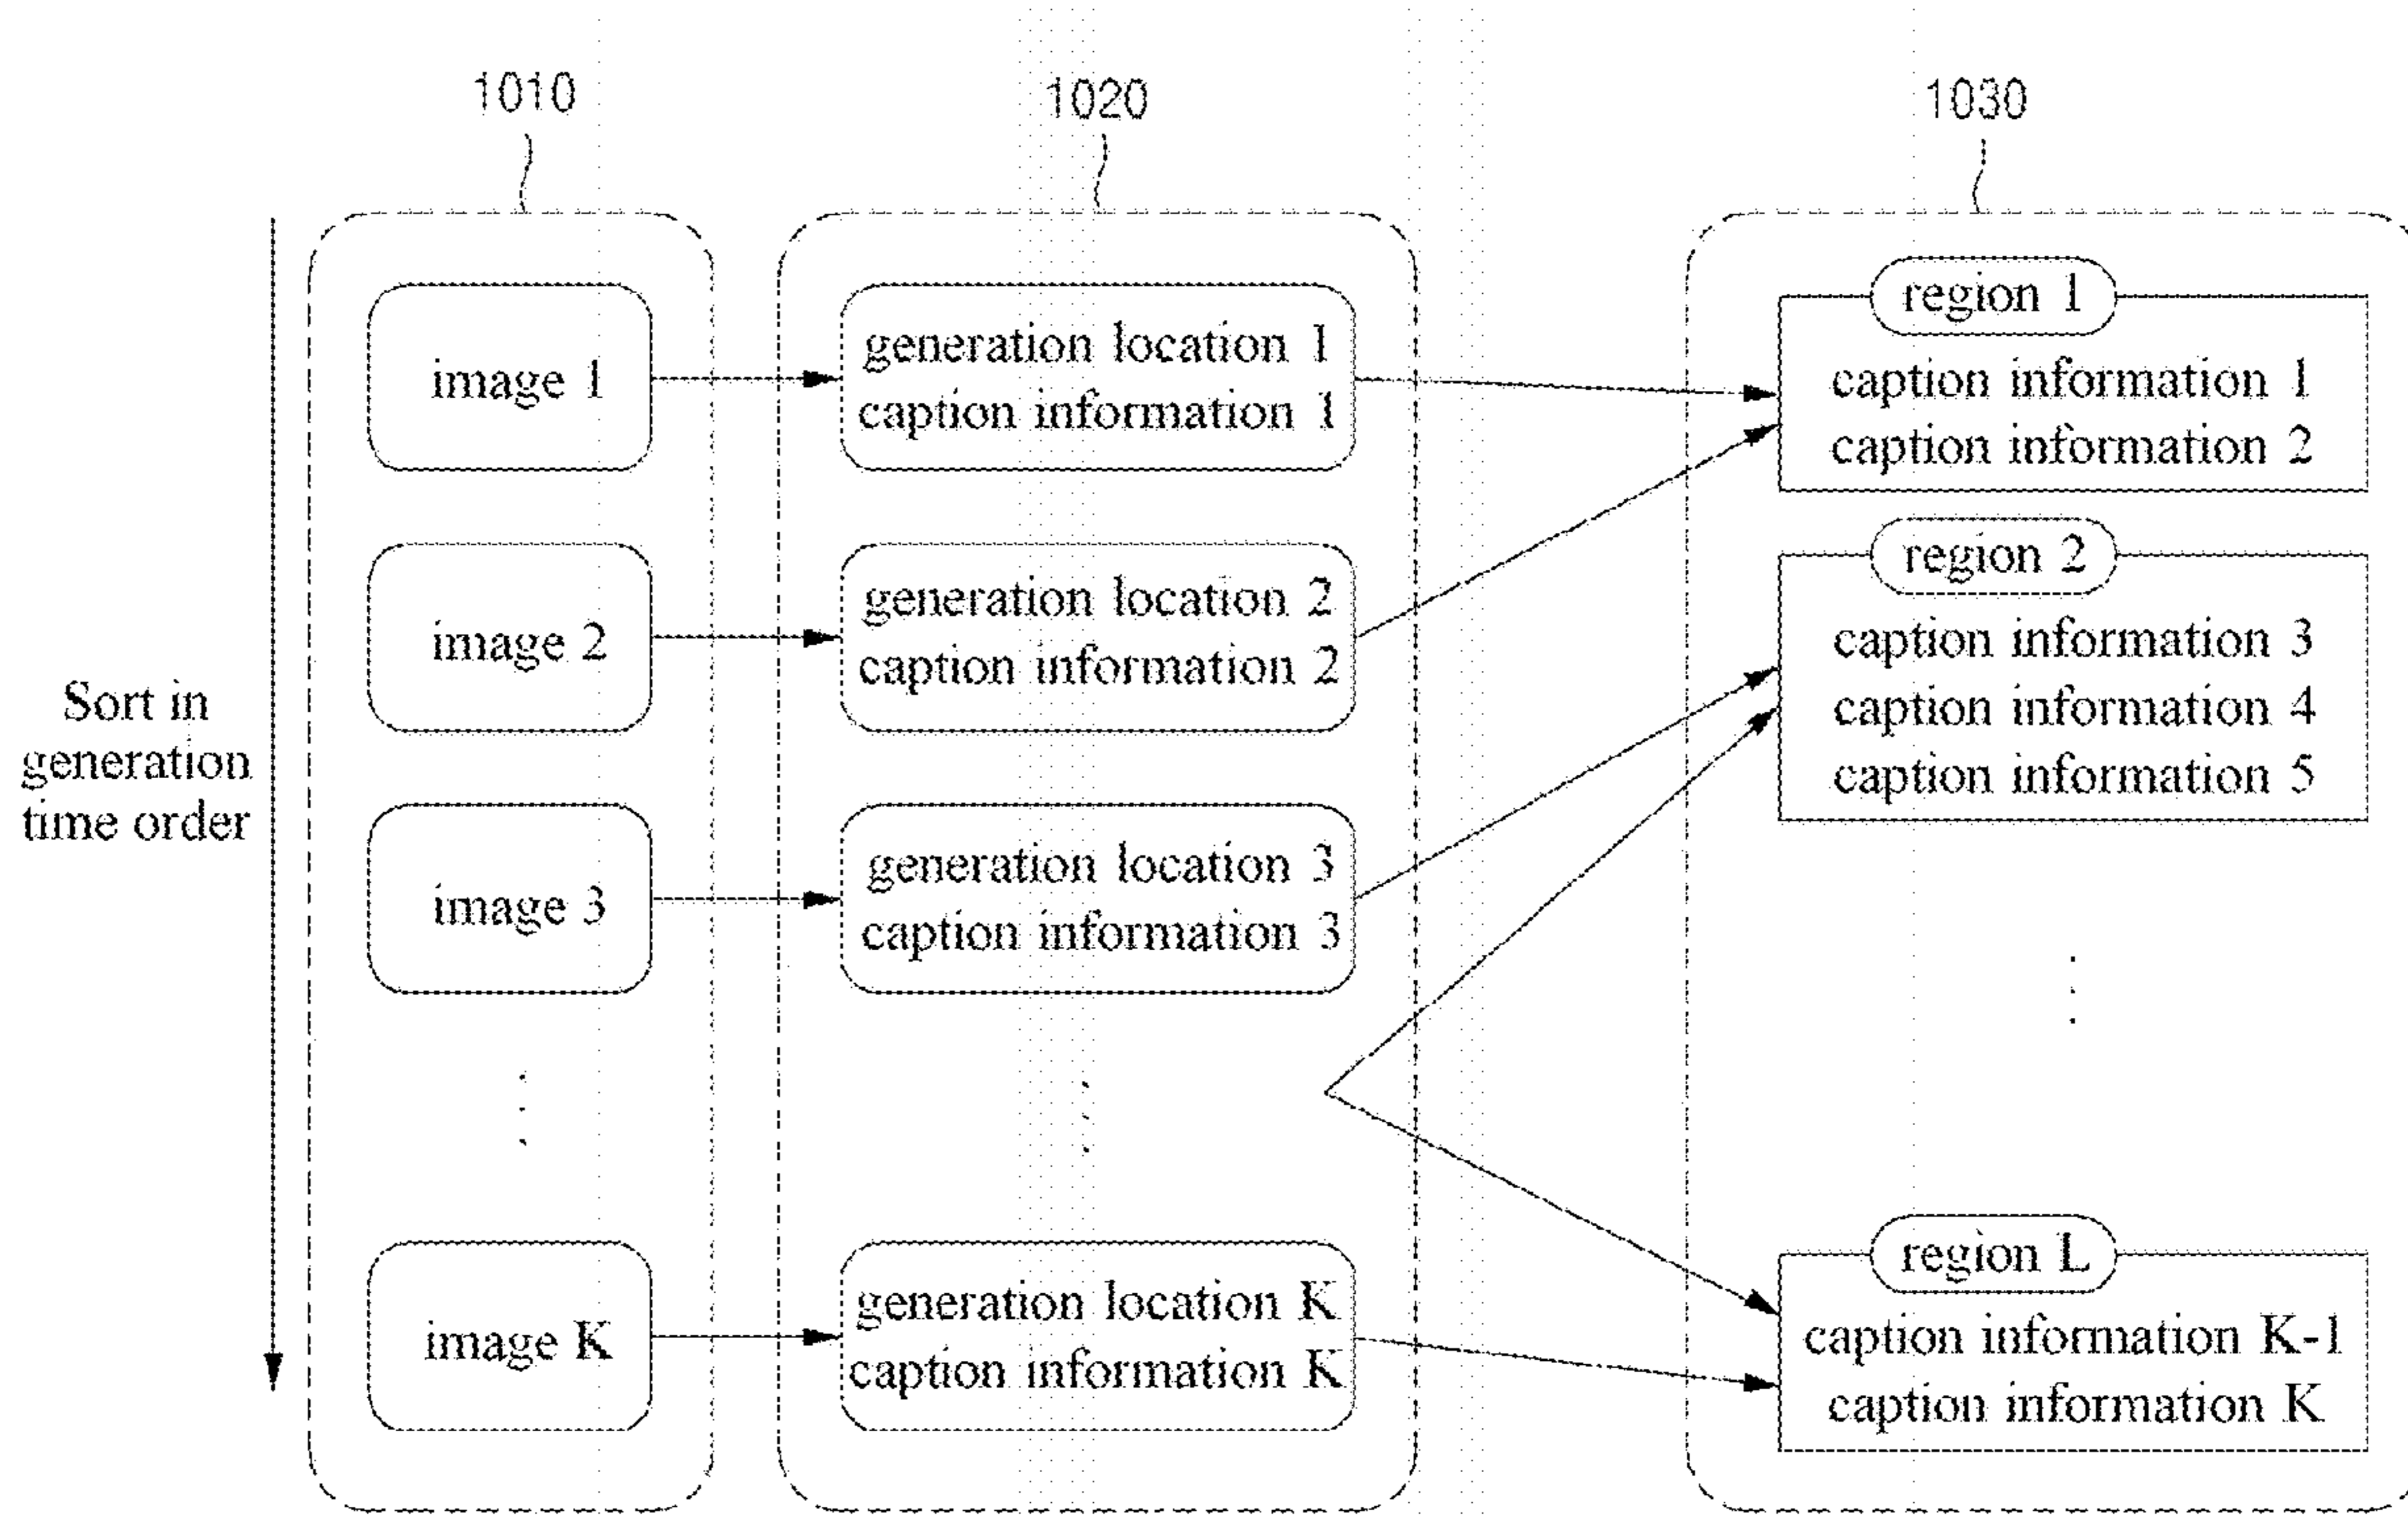 1010
1020
1030
Sort in
generation
time order
image 1
image 2
image 3
image K
generation location 1
caption information 1
generation location 2
caption information 2
generation location 3
caption information 3
generation location K
caption information K
region 1
caption information 1
caption information 2
region 2
caption information 3
caption information 4
caption information 5
region L
caption information K-1
caption information K